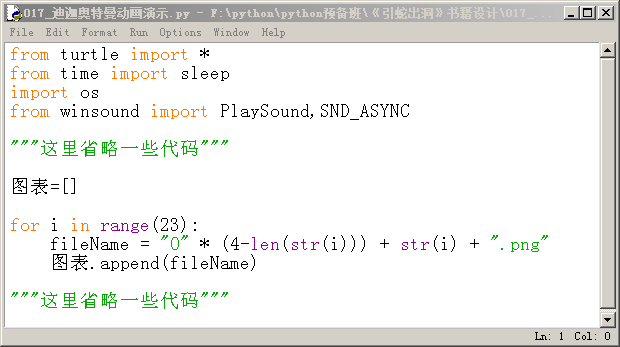 017_迪迦奥特曼动画演示.py - F:\python\python预备班\《引蛇出洞》书籍设计\017_...
File Edit Format Run Options Windows Help
from turtle import *
from time import sleep
import os
from winsound import PlaySound,SND_ASYNC
"""这里省略一些代码"""
图表=[]
for i in range(23):
    fileName = "0" * (4-len(str(i))) + str(i) + ".png"
    图表.append(fileName)
"""这里省略一些代码"""
Ln: 1 Col: 0